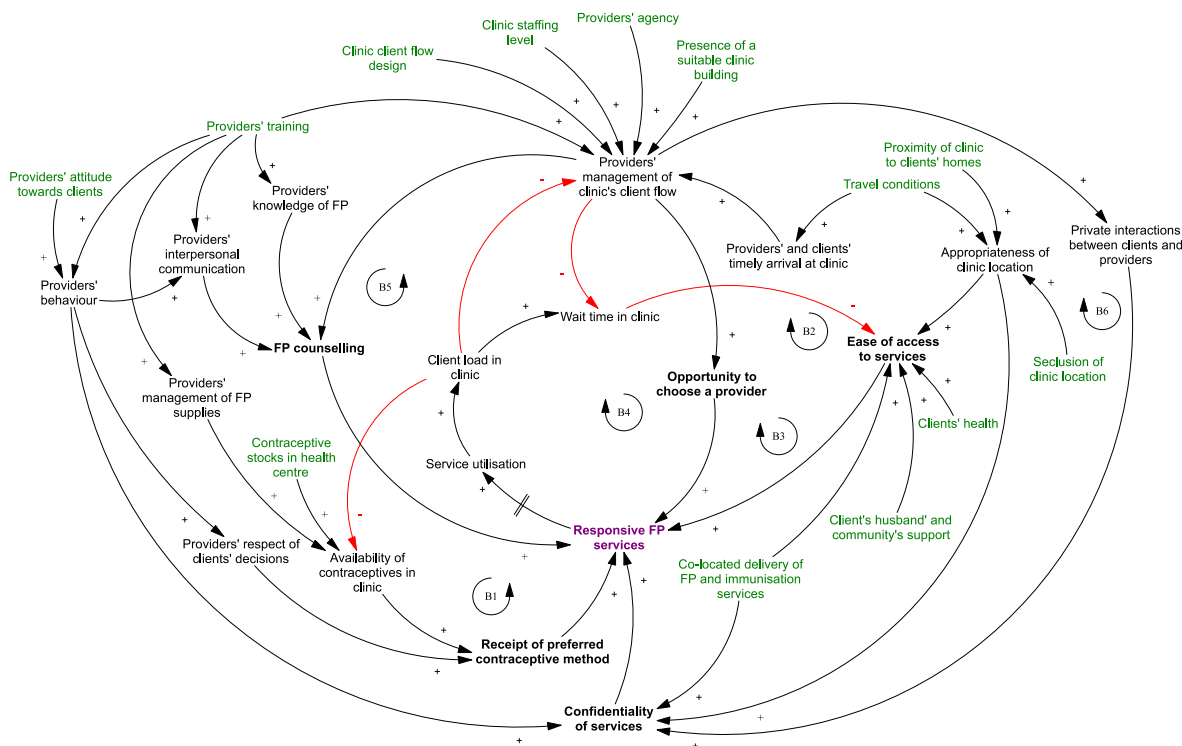 Providers' agency
Clinic staffing
level
Clinic client flow
design
Presence of a
suitable clinic
building
Providers' training
Proximity of clinic
to clients' homes
Travel conditions
Providers' attitude
towards clients
Providers'
knowledge of FP
Providers'
management of
clinic's client flow
Providers'
interpersonal
communication
Providers' and clients'
timely arrival at clinic
Appropriateness of
clinic location
Private interactions
between clients and
providers
Providers'
behaviour
B5
B2
B6
Wait time in clinic
FP counselling
Ease of access
to services
Client load in
clinic
Seclusion of
clinic location
Opportunity to
choose a provider
Providers'
management of FP
supplies
B4
B3
Clients' health
Contraceptive
stocks in health
centre
Service utilisation
Client's husband' and
community's support
Responsive FP
services
Providers' respect of
clients' decisions
Availability of
contraceptives in
clinic
Co-located delivery of
FP and immunisation
services
B1
Receipt of preferred
contraceptive method
Confidentiality
of services